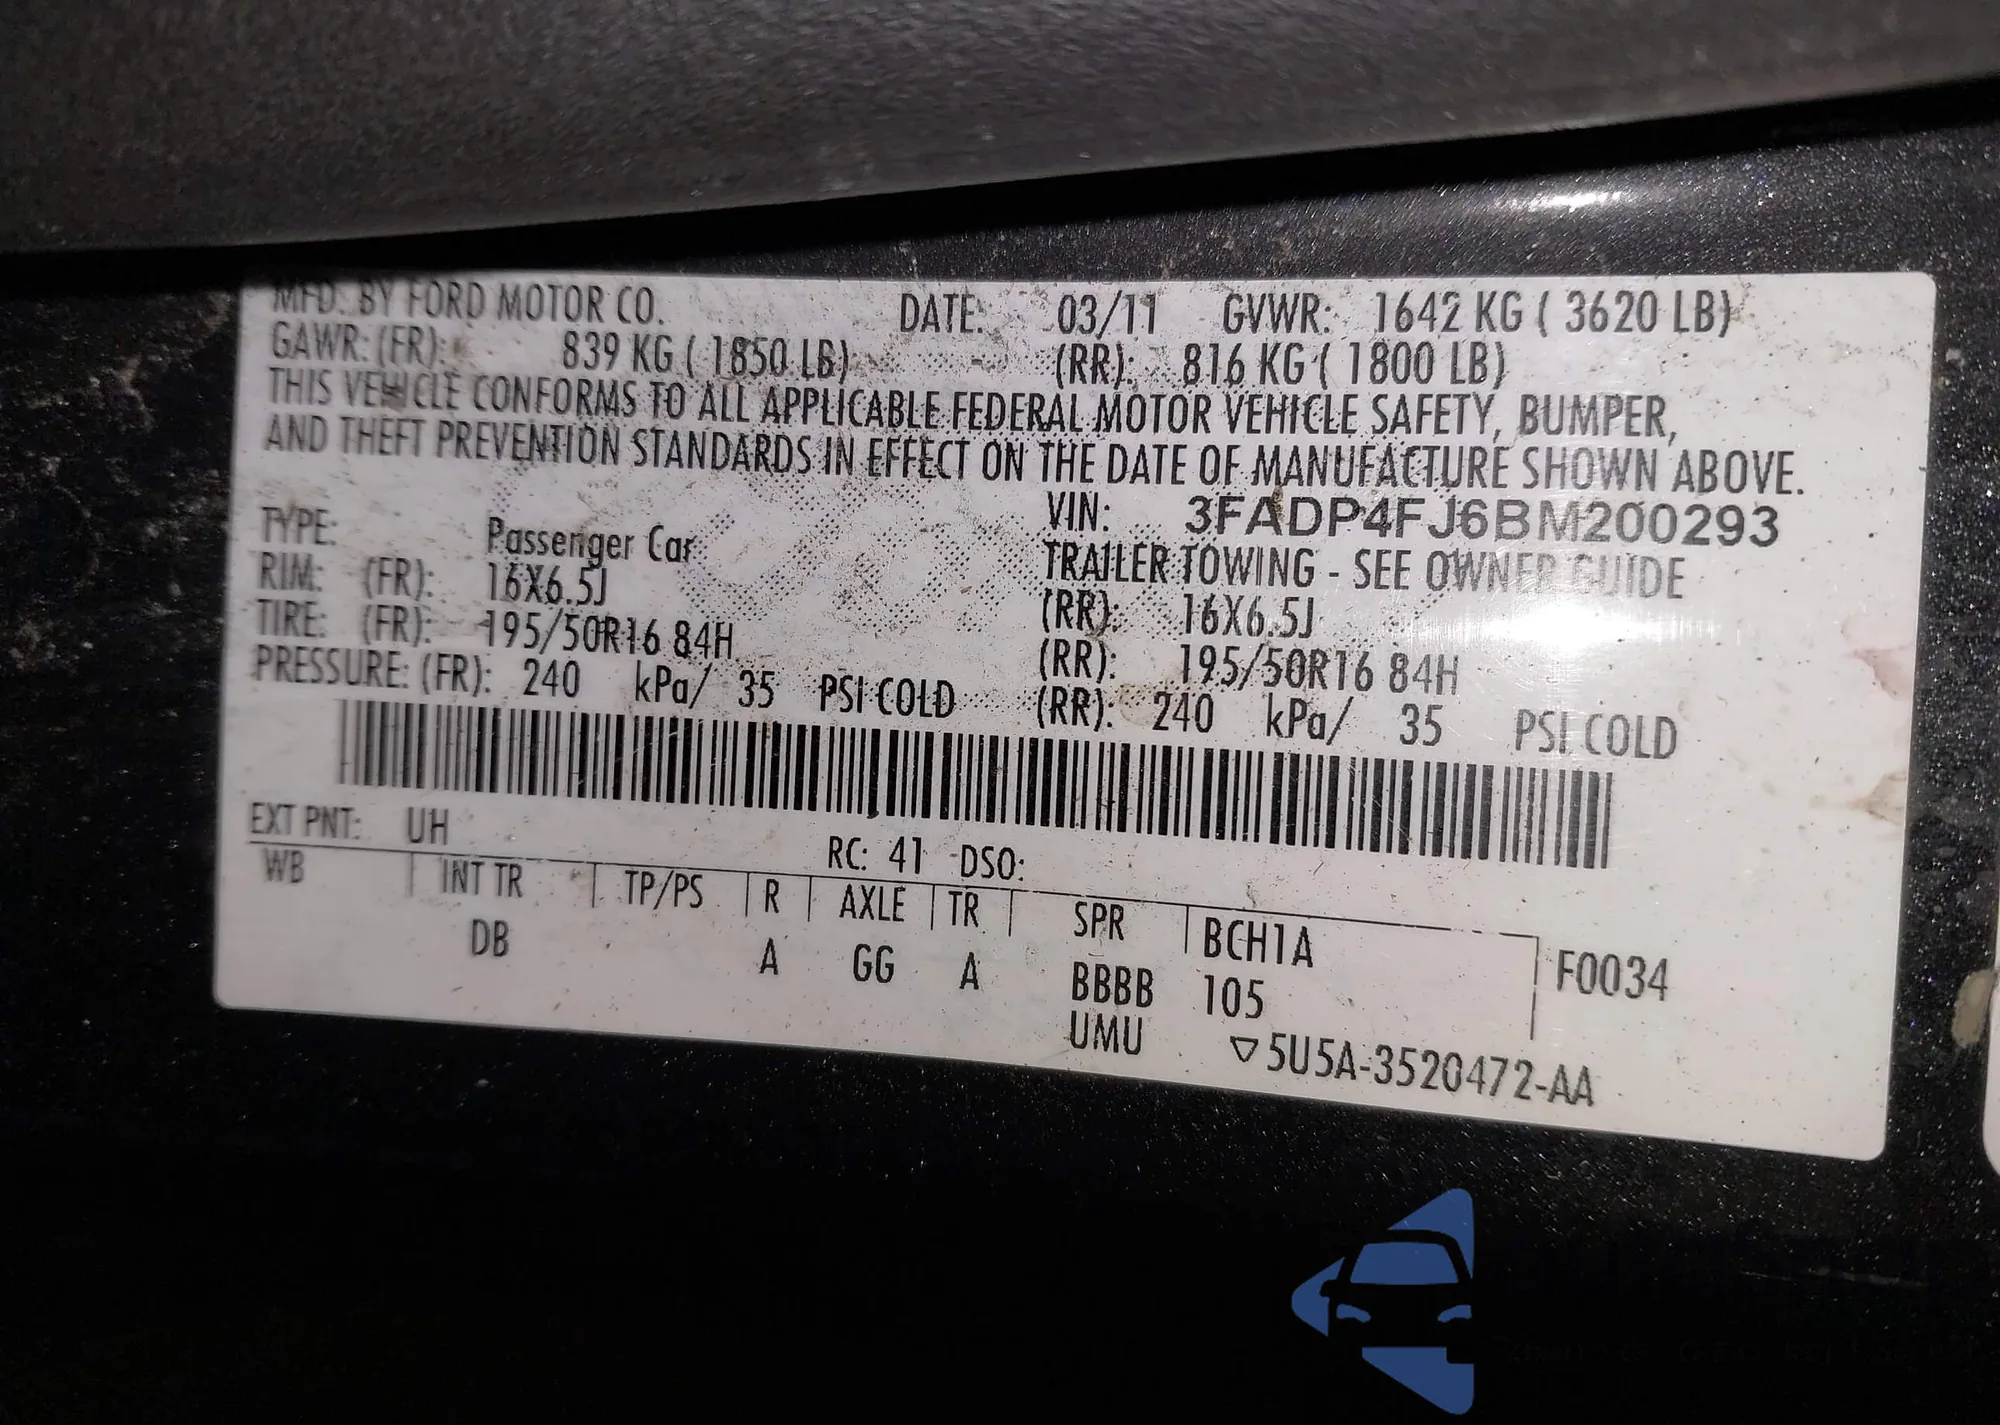 MFD. BY FORD MOTOR CO. DATE: 03/11 GVWR: 1642 KG ( 3620 LB)
GAWR: (FR): 839 KG ( 1850 LB) (RR): 816 KG ( 1800 LB)
THIS VEHICLE CONFORMS TO ALL APPLICABLE FEDERAL MOTOR VEHICLE SAFETY, BUMPER,
AND THEFT PREVENTION STANDARDS IN EFFECT ON THE DATE OF MANUFACTURE SHOWN ABOVE.
VIN: 3FADP4FJ6BM200293
TYPE: Passenger Car TRAILER TOWING - SEE OWNER GUIDE
RIM: (FR): 16X6.5J (RR): 16X6.5J
TIRE: (FR): 195/50R16 84H (RR): 195/50R16 84H
PRESSURE: (FR): 240 kPa/ 35 PSI COLD (RR): 240 kPa/ 35 PSI COLD
EXT PNT: UH RC: 41 DSO:
WB INT TR TP/PS R AXLE TR SPR BCH1A F0034
DB A GG A BBBB 105
UMU ▽5U5A-3520472-AA